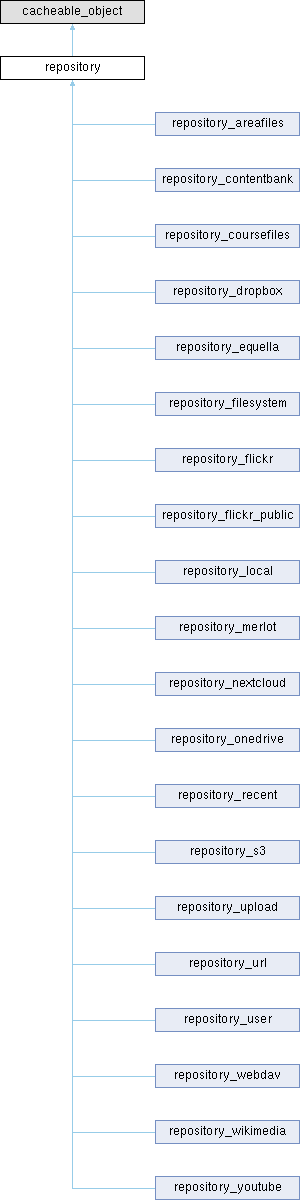 cacheable_object
repository
repository_areafiles
repository_contentbank
repository_coursefiles
repository_dropbox
repository_equella
repository_filesystem
repository_flickr
repository_flickr_public
repository_local
repository_merlot
repository_nextcloud
repository_onedrive
repository_recent
repository_s3
repository_upload
repository_url
repository_user
repository_webdav
repository_wikimedia
repository_youtube